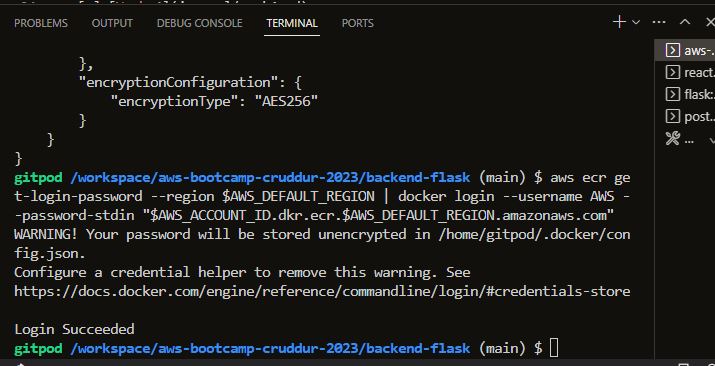 PROBLEMS OUTPUT DEBUG CONSOLE TERMINAL PORTS
},
"encryptionConfiguration": {
"encryptionType": "AES256"
}
}
}
gitpod /workspace/aws-bootcamp-cruddur-2023/backend-flask (main) $ aws ecr ge
t-login-password --region $AWS_DEFAULT_REGION | docker login --username AWS -
-password-stdin "$AWS_ACCOUNT_ID.dkr.ecr.$AWS_DEFAULT_REGION.amazonaws.com"
WARNING! Your password will be stored unencrypted in /home/gitpod/.docker/con
fig.json.
Configure a credential helper to remove this warning. See
https://docs.docker.com/engine/reference/commandline/login/#credentials-store
Login Succeeded
gitpod /workspace/aws-bootcamp-cruddur-2023/backend-flask (main) $
aws-...
react...
flask:...
post...
...